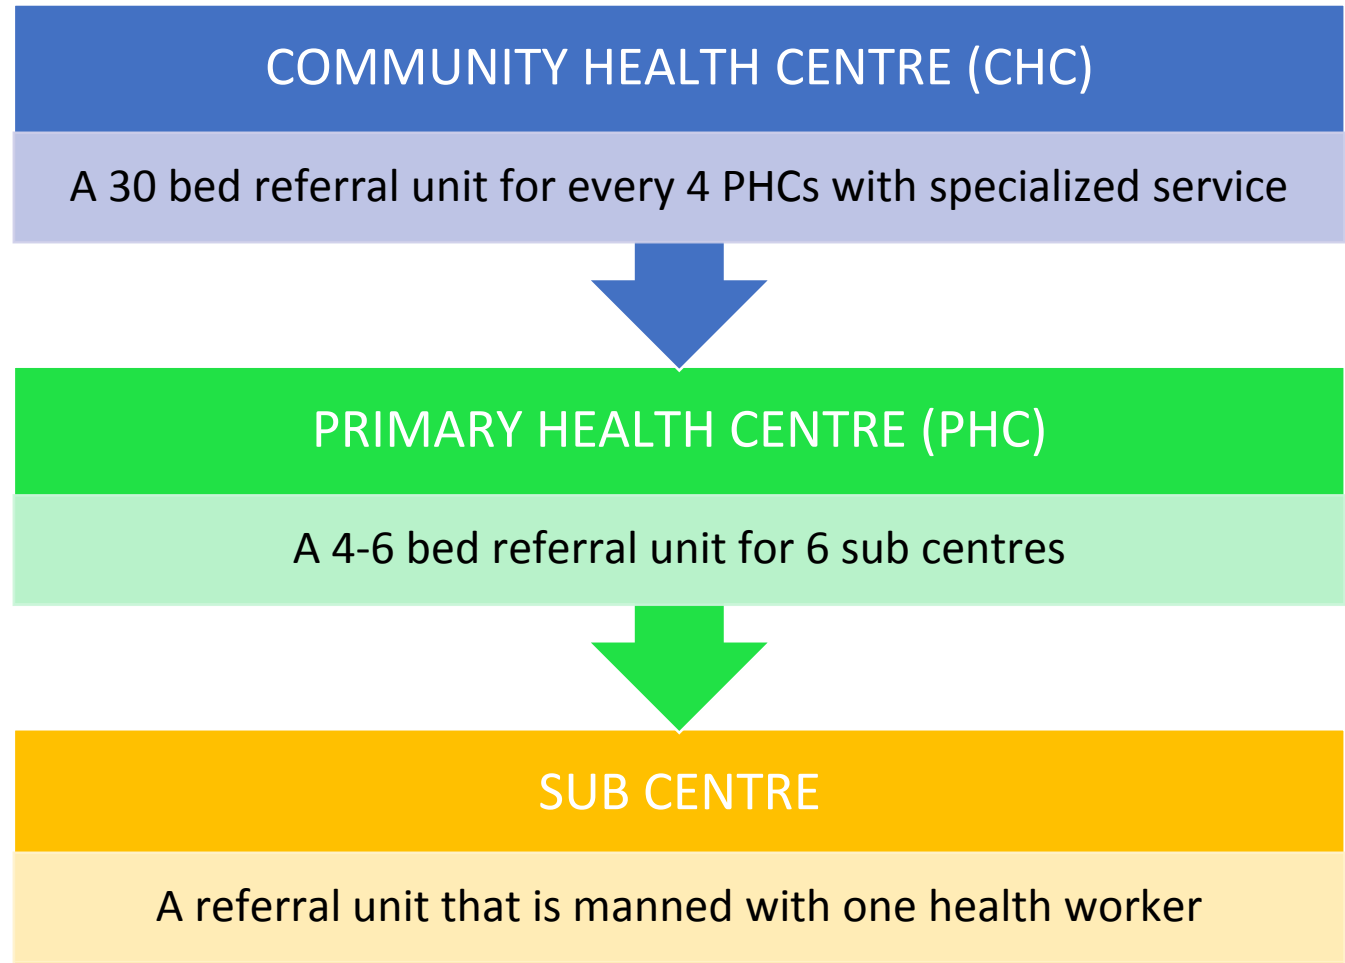 COMMUNITY HEALTH CENTRE (CHC)
A 30 bed referral unit for every 4 PHCs with specialized service
PRIMARY HEALTH CENTRE (PHC)
A 4-6 bed referral unit for 6 sub centres
SUB CENTRE
A referral unit that is manned with one health worker